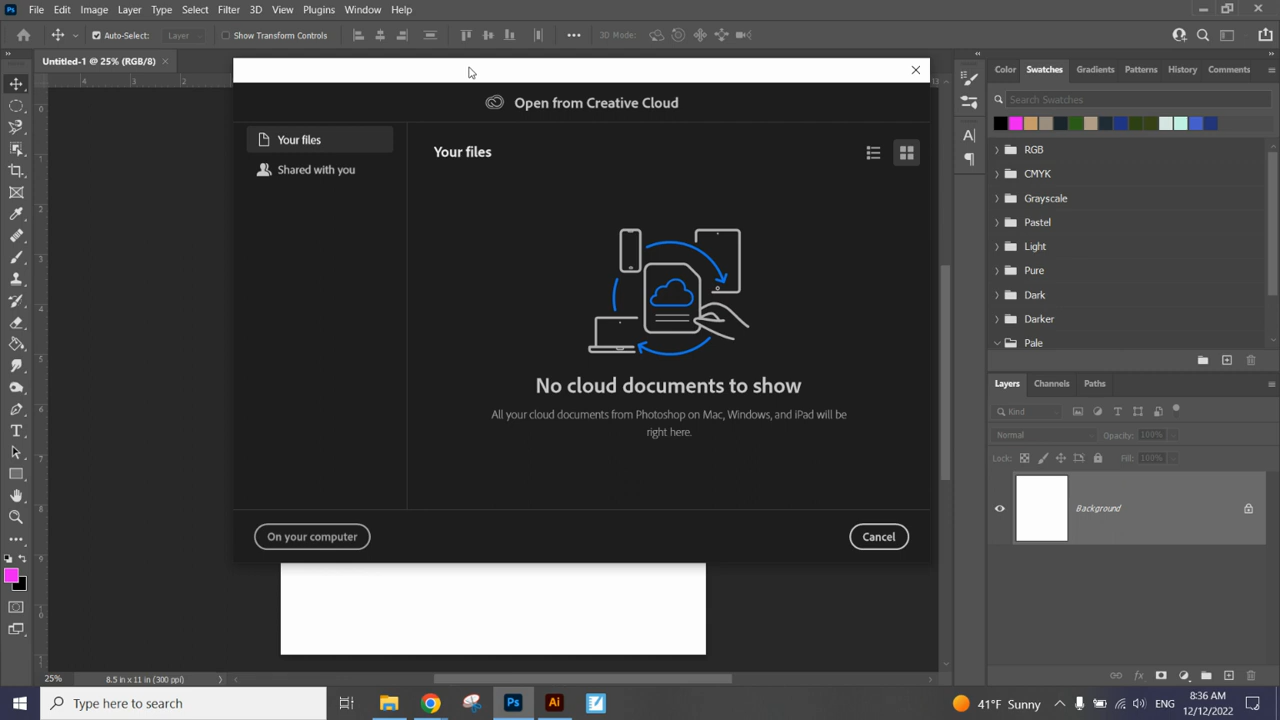 Ps File Edit Image Layer Type Select Filter 3D View Plugins Window Help
Auto-Select: Layer Show Transform Controls 3D Mode:
Untitled-1 @ 25% (RGB/8)
Color Swatches Gradients Patterns History Comments
Search Swatches
Open from Creative Cloud
Your files
Shared with you
Your files
No cloud documents to show
All your cloud documents from Photoshop on Mac, Windows, and iPad will be
right here.
On your computer
Cancel
RGB
CMYK
Grayscale
Pastel
Light
Pure
Dark
Darker
Pale
Layers Channels Paths
Kind
Normal Opacity: 100%
Lock: Fill: 100%
Background
25% 8.5 in x 11 in (300 ppi)
Type here to search
Ps Ai
41°F Sunny
ENG
8:36 AM
12/12/2022